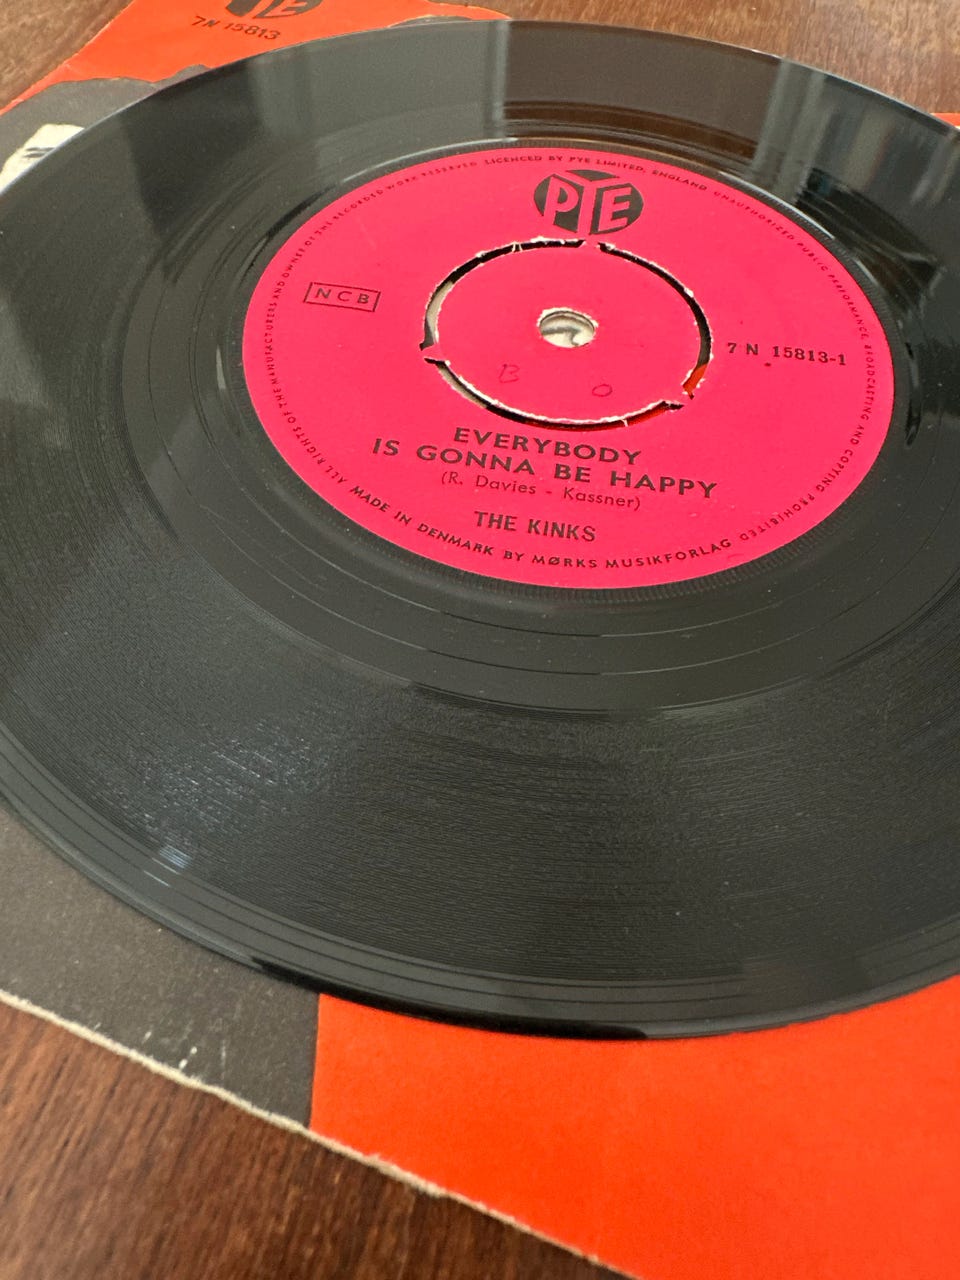 PYE
7N 15813
ALL RIGHTS OF THE MANUFACTURERS AND OWNER OF THE RECORDED WORK RESERVED. LICENCED BY PYE LIMITED, ENGLAND UNAUTHORIZED PUBLIC PERFORMANCE, BROADCASTING AND COPYING PROHIBITED
PYE
NCB
7 N 15813-1
B O
EVERYBODY
IS GONNA BE HAPPY
(R. Davies - Kassner)
THE KINKS
MADE IN DENMARK BY MØRKS MUSIKFORLAG